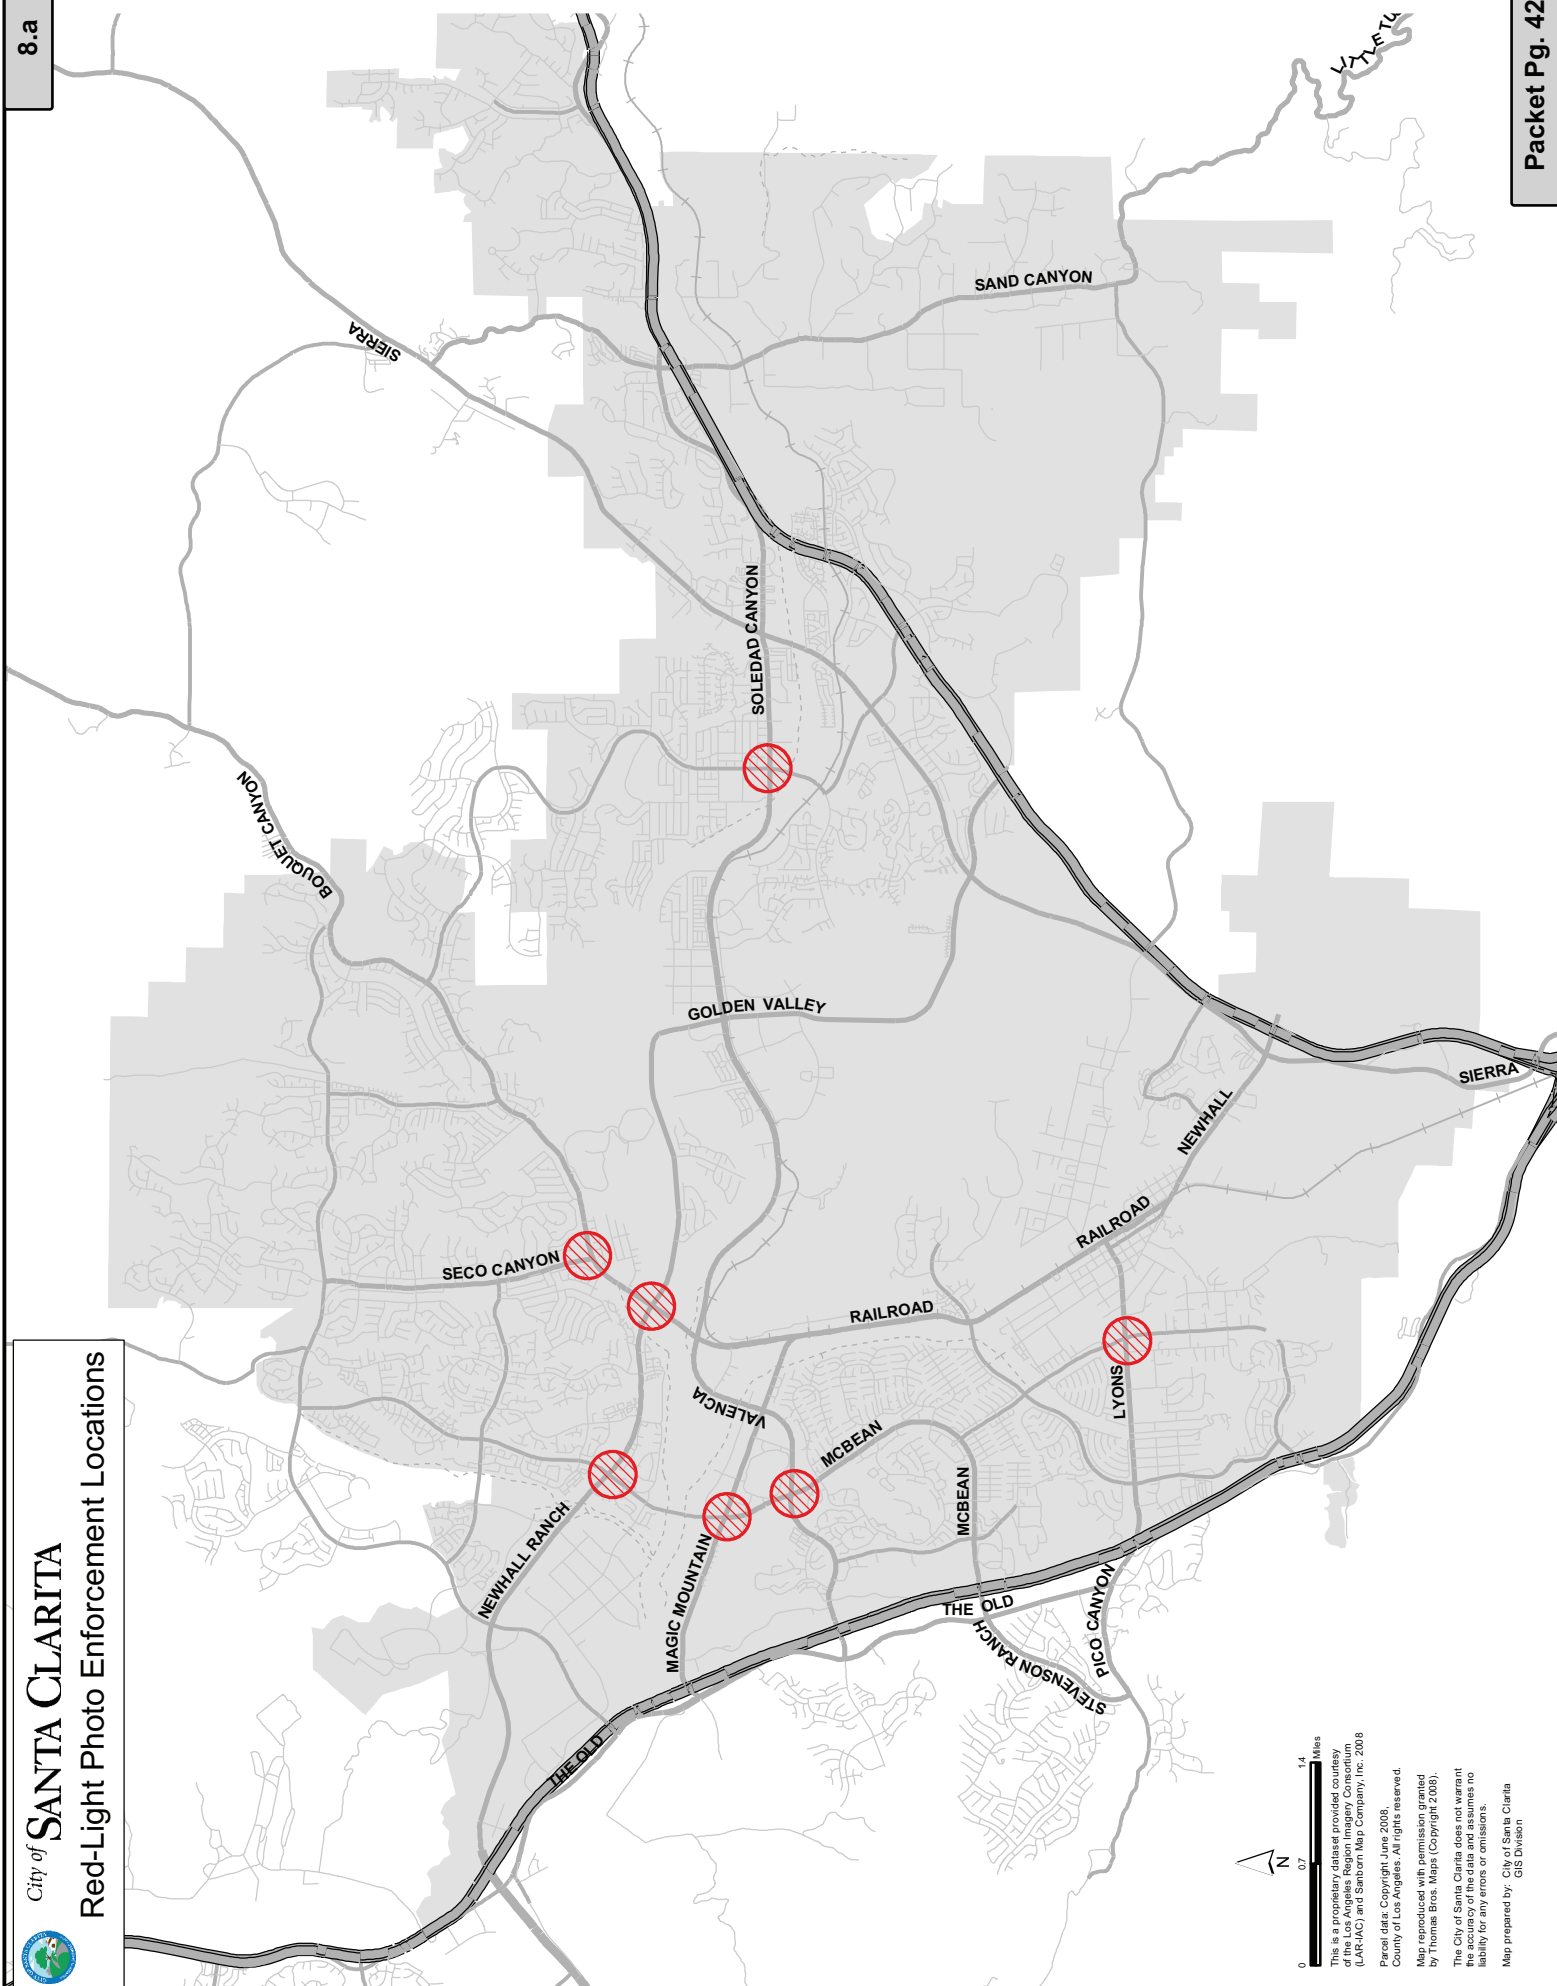 8.a
City of SANTA CLARITA
Red-Light Photo Enforcement Locations
SIERRA
BOUQUET CANYON
SAND CANYON
SOLEDAD CANYON
GOLDEN VALLEY
SECO CANYON
NEWHALL RANCH
VALENCIA
MAGIC MOUNTAIN
MCBEAN
MCBEAN
RAILROAD
RAILROAD
NEWHALL
SIERRA
LYONS
THE OLD
THE OLD
STEVENSON RANCH
PICO CANYON
N
0 0.7 1.4
Miles
This is a proprietary dataset provided courtesy
of the Los Angeles Region Imagery Consortium
(LAR-IAC) and Sanborn Map Company, Inc. 2008
Parcel data: Copyright June 2008,
County of Los Angeles. All rights reserved.
Map reproduced with permission granted
by Thomas Bros. Maps (Copyright 2008).
The City of Santa Clarita does not warrant
the accuracy of the data and assumes no
liability for any errors or omissions.
Map prepared by: City of Santa Clarita
GIS Division
LITTLE TU
Packet Pg. 42